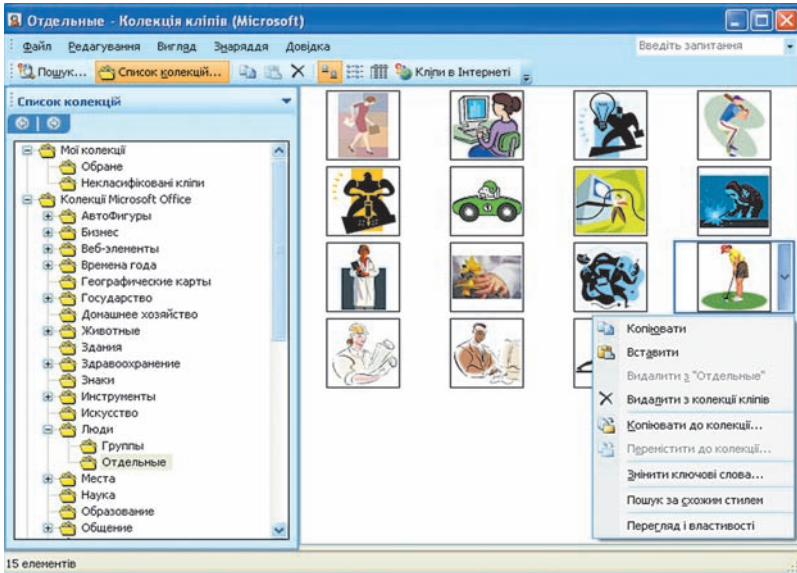 Отдельные - Колекція кліпів (Microsoft)
Файл Редагування Вигляд Знаряддя Довідка Введіть запитання
Пошук... Список колекцій... Кліпи в Інтернеті
Список колекцій
Мої колекції
Обране
Некласифіковані кліпи
Колекції Microsoft Office
АвтоФигуры
Бизнес
Веб-элементы
Времена года
Географические карты
Государство
Домашнее хозяйство
Животные
Здания
Здравоохранение
Знаки
Инструменты
Искусство
Люди
Группы
Отдельные
Места
Наука
Образование
Общение
Копіювати
Вставити
Видалити з "Отдельные"
Видалити з колекції кліпів
Копіювати до колекції...
Перемістити до колекції...
Змінити ключові слова...
Пошук за схожим стилем
Перегляд і властивості
15 елементів